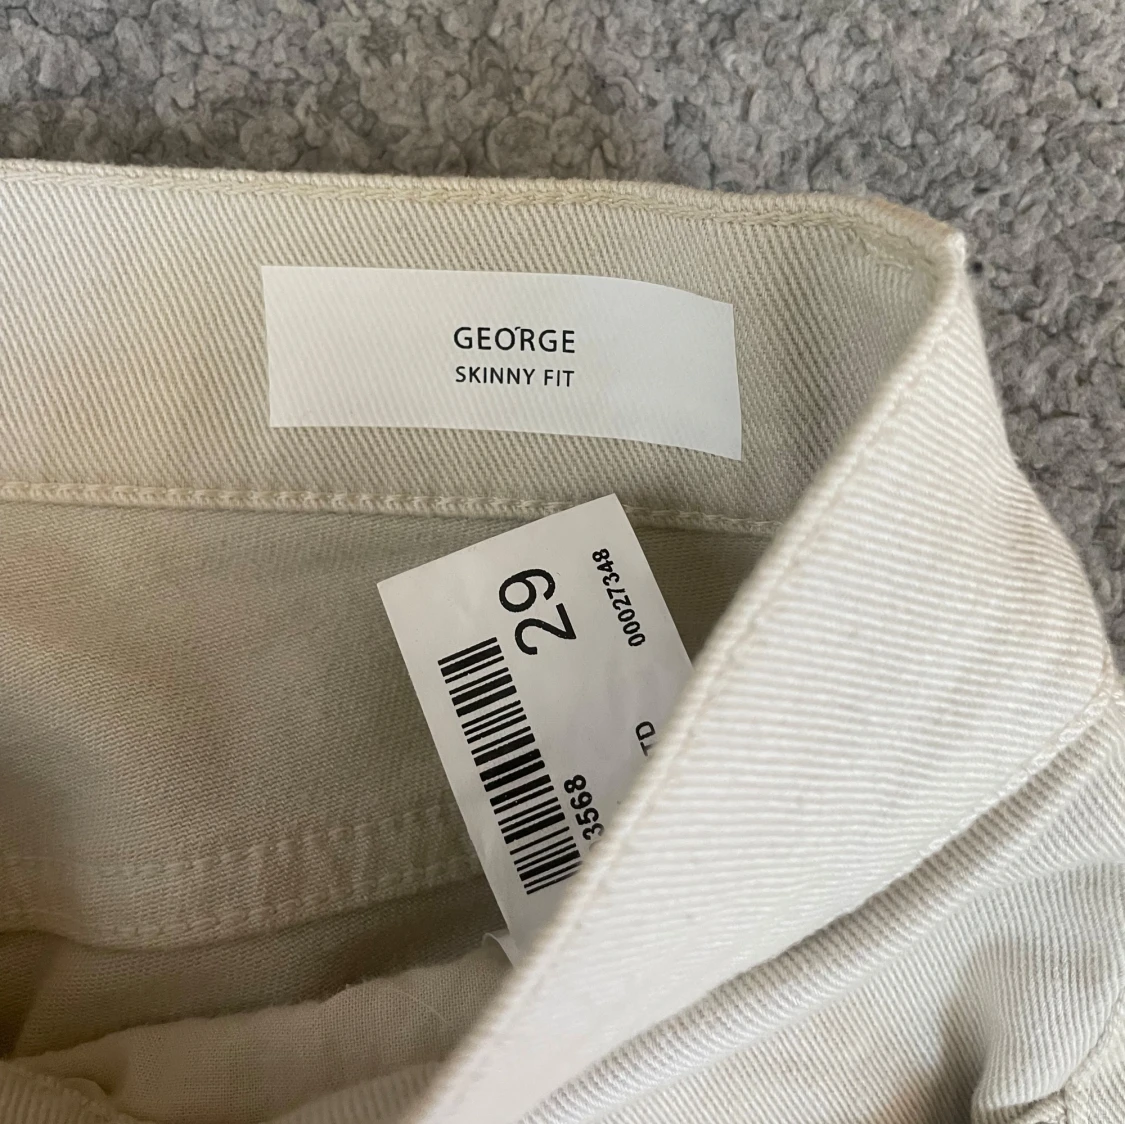 GEORGE
SKINNY FIT
29
00027348
3568
TD